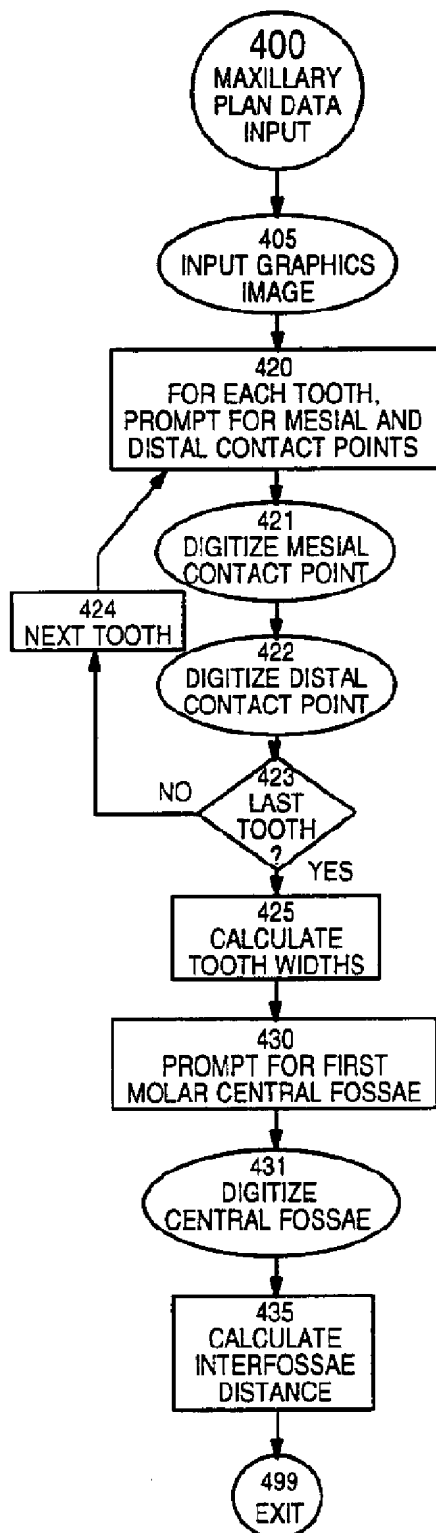 400
MAXILLARY
PLAN DATA
INPUT
405
INPUT GRAPHICS
IMAGE
420
FOR EACH TOOTH,
PROMPT FOR MESIAL AND
DISTAL CONTACT POINTS
421
DIGITIZE MESIAL
CONTACT POINT
424
NEXT TOOTH
422
DIGITIZE DISTAL
CONTACT POINT
423
LAST
TOOTH
?
NO
YES
425
CALCULATE
TOOTH WIDTHS
430
PROMPT FOR FIRST
MOLAR CENTRAL FOSSAE
431
DIGITIZE
CENTRAL FOSSAE
435
CALCULATE
INTERFOSSAE
DISTANCE
499
EXIT